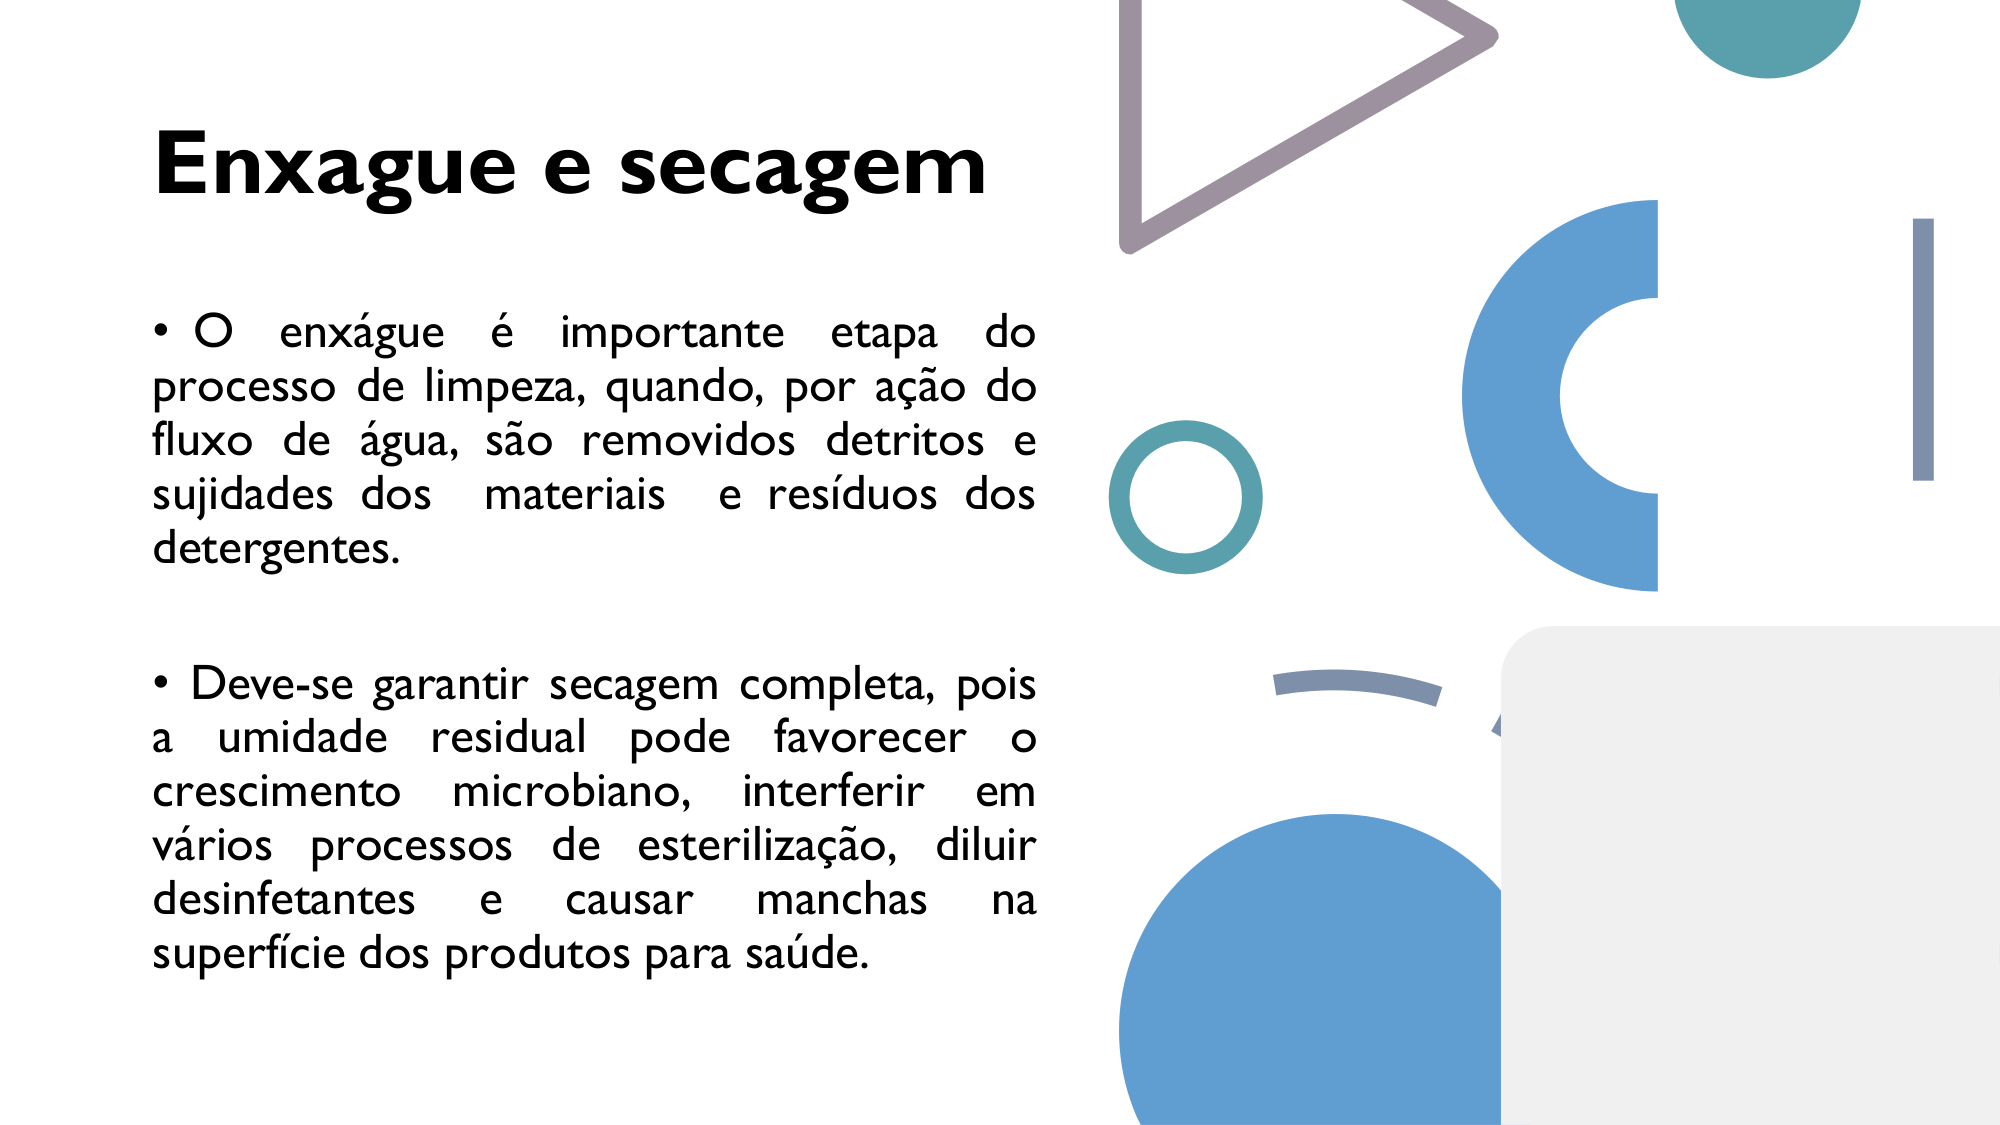 Enxague e secagem
• O enxágue é importante etapa do
processo de limpeza, quando, por ação do
fluxo de água, são removidos detritos e
sujidades dos materiais e resíduos dos
detergentes.
• Deve-se garantir secagem completa, pois
a umidade residual pode favorecer o
crescimento microbiano, interferir em
vários processos de esterilização, diluir
desinfetantes e causar manchas na
superfície dos produtos para saúde.